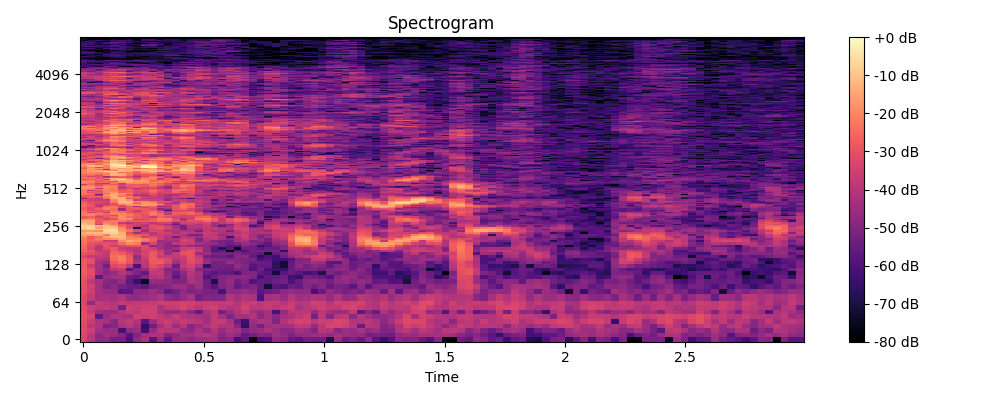 Spectrogram
Hz
4096
2048
1024
512
256
128
64
0
0
0.5
1
1.5
2
2.5
Time
+0 dB
-10 dB
-20 dB
-30 dB
-40 dB
-50 dB
-60 dB
-70 dB
-80 dB